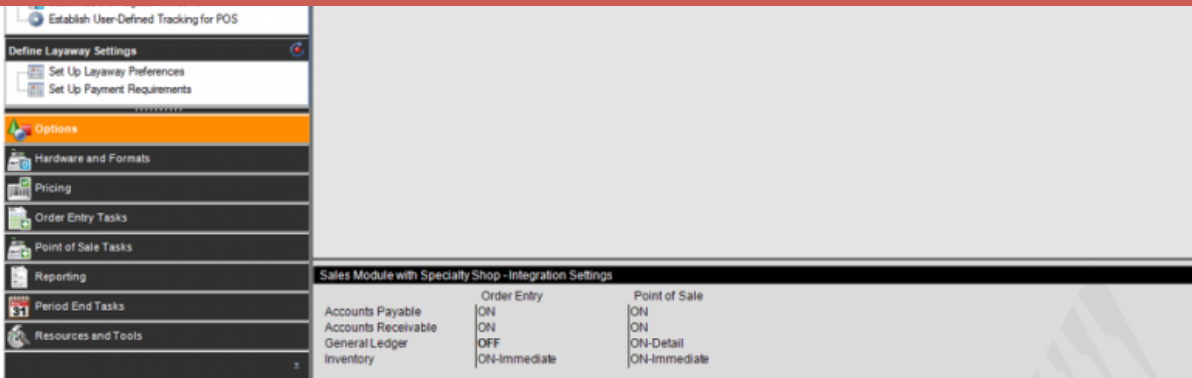 Establish User-Defined Tracking for POS
Define Layaway Settings
Set Up Layaway Preferences
Set Up Payment Requirements
Options
Hardware and Formats
Pricing
Order Entry Tasks
Point of Sale Tasks
Reporting
31 Period End Tasks
Resources and Tools
Sales Module with Specialty Shop - Integration Settings
Order Entry Point of Sale
Accounts Payable ON ON
Accounts Receivable ON ON
General Ledger OFF ON-Detail
Inventory ON-Immediate ON-Immediate